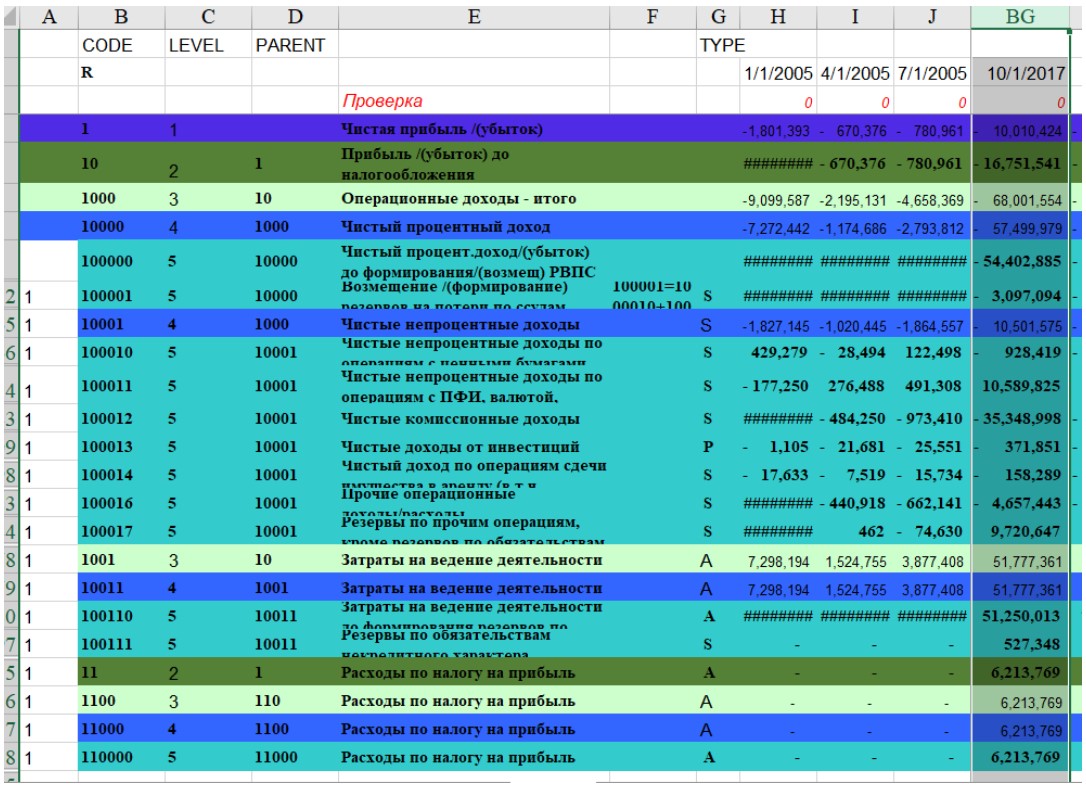 A B C D E F G H I J BG
CODE LEVEL PARENT TYPE
R 1/1/2005 4/1/2005 7/1/2005 10/1/2017
Проверка 0 0 0 0
1 1 Чистая прибыль /(убыток) -1,801,393 - 670,376 - 780,961 - 10,010,424 -
10 2 1 Прибыль /(убыток) до
налогообложения ######## - 670,376 - 780,961 - 16,751,541 -
1000 3 10 Операционные доходы - итого -9,099,587 -2,195,131 -4,658,369 - 68,001,554 -
10000 4 1000 Чистый процентный доход -7,272,442 -1,174,686 -2,793,812 - 57,499,979 -
100000 5 10000 Чистый процент.доход/(убыток)
до формирования/(возмещ) РВПС ######## ######## ######## - 54,402,885 -
2 1 100001 5 10000 Возмещение /(формирование)
резервов на потери по ссудам 100001=10
00010+100 S ######## ######## ######## - 3,097,094 -
5 1 10001 4 1000 Чистые непроцентные доходы S -1,827,145 -1,020,445 -1,864,557 - 10,501,575 -
6 1 100010 5 10001 Чистые непроцентные доходы по
операциям с ценными бумагами S 429,279 - 28,494 122,498 - 928,419 -
4 1 100011 5 10001 Чистые непроцентные доходы по
операциям с ПФИ, валютой, S - 177,250 276,488 491,308 10,589,825
3 1 100012 5 10001 Чистые комиссионные доходы S ######## - 484,250 - 973,410 - 35,348,998 -
9 1 100013 5 10001 Чистые доходы от инвестиций P - 1,105 - 21,681 - 25,551 - 371,851 -
8 1 100014 5 10001 Чистый доход по операциям сдачи
имущества в аренду (в т.ч S - 17,633 - 7,519 - 15,734 - 158,289 -
3 1 100016 5 10001 Прочие операционные
доходы/расходы S ######## - 440,918 - 662,141 - 4,657,443 -
4 1 100017 5 10001 Резервы по прочим операциям,
кроме резервов по обязательствам S ######## 462 - 74,630 9,720,647
8 1 1001 3 10 Затраты на ведение деятельности A 7,298,194 1,524,755 3,877,408 51,777,361
9 1 10011 4 1001 Затраты на ведение деятельности A 7,298,194 1,524,755 3,877,408 51,777,361
0 1 100110 5 10011 Затраты на ведение деятельности
до формирования резервов по A ######## ######## ######## 51,250,013
7 1 100111 5 10011 Резервы по обязательствам
некредитного характера S - - - 527,348
5 1 11 2 1 Расходы по налогу на прибыль A - - - 6,213,769
6 1 1100 3 110 Расходы по налогу на прибыль A - - - 6,213,769
7 1 11000 4 1100 Расходы по налогу на прибыль A - - - 6,213,769
8 1 110000 5 11000 Расходы по налогу на прибыль A - - - 6,213,769